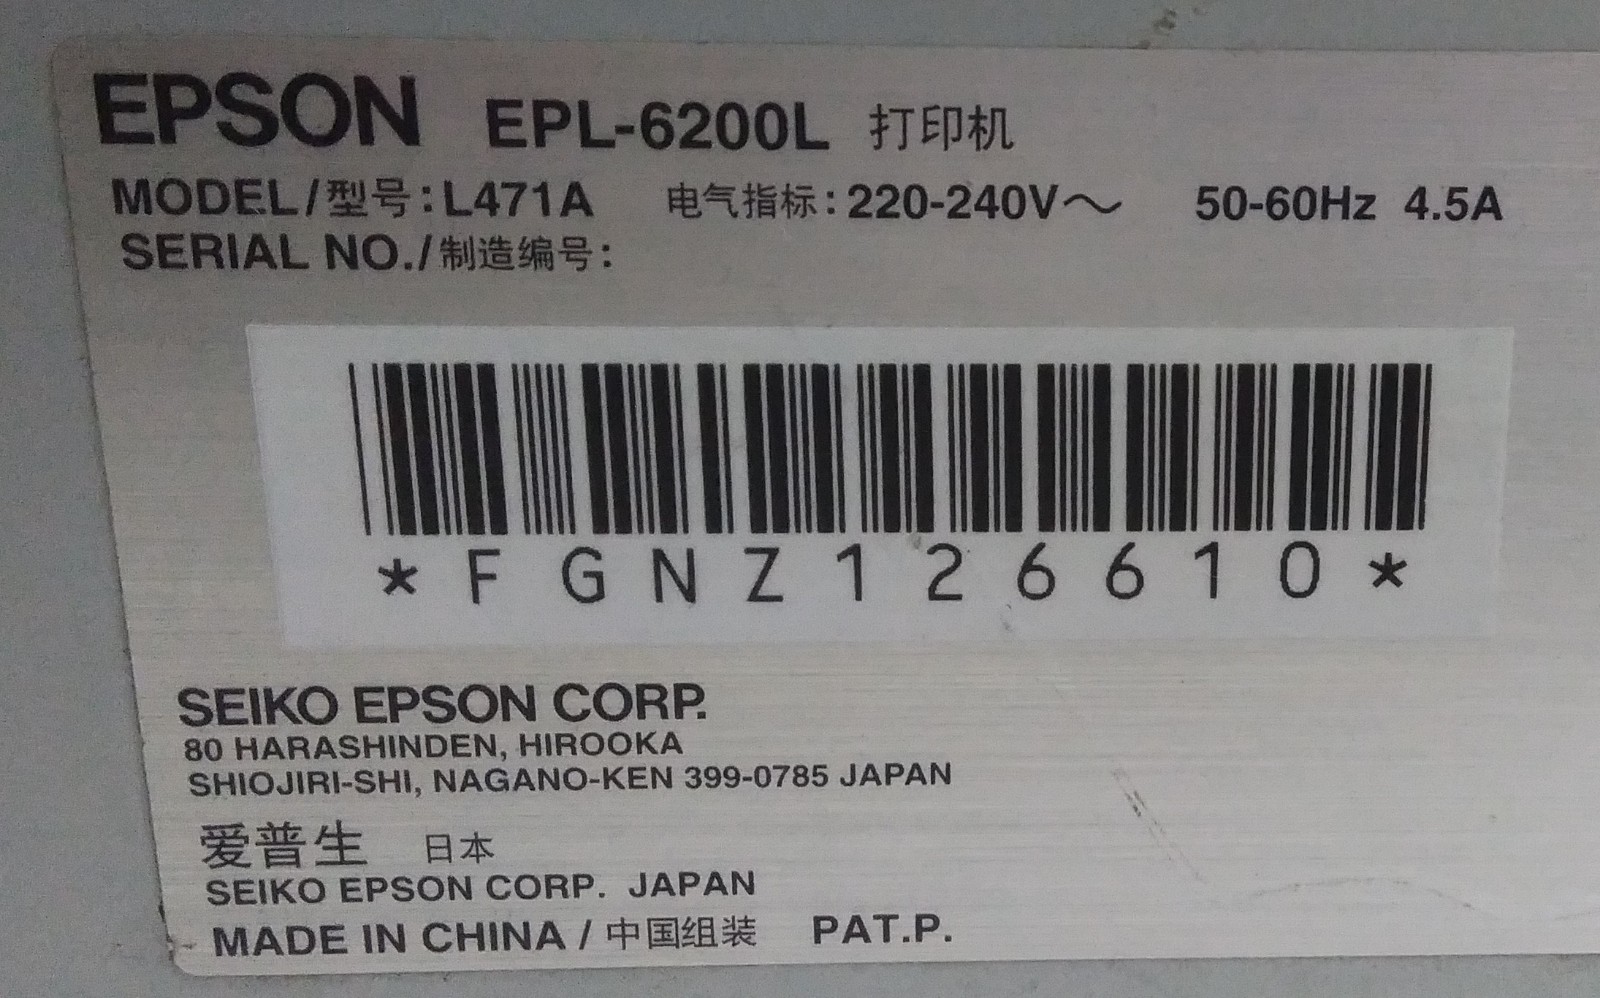 EPSON EPL-6200L 打印机
MODEL/型号:L471A 电气指标:220-240V～ 50-60Hz 4.5A
SERIAL NO./制造编号:
*FGNZ126610*
SEIKO EPSON CORP.
80 HARASHINDEN, HIROOKA
SHIOJIRI-SHI, NAGANO-KEN 399-0785 JAPAN
爱普生 日本
SEIKO EPSON CORP. JAPAN
MADE IN CHINA / 中国组装 PAT.P.